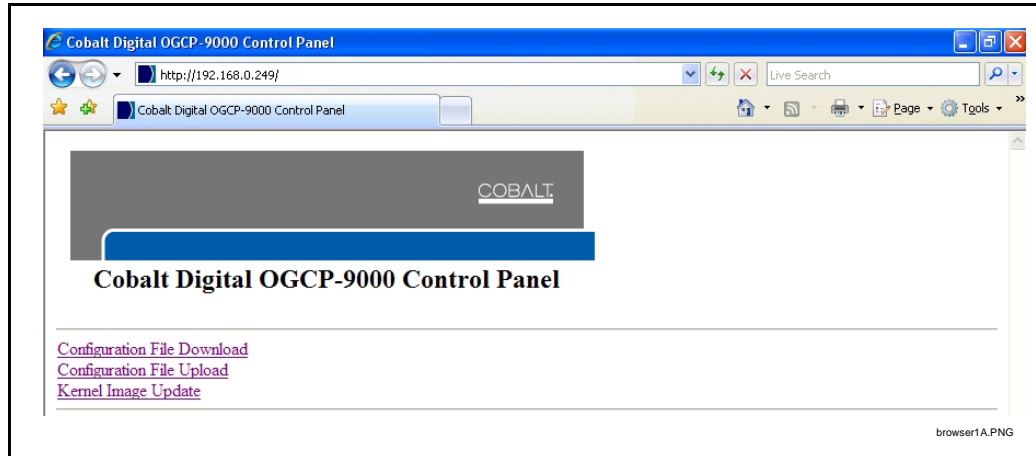 Cobalt Digital OGCP-9000 Control Panel
http://192.168.0.249/
Live Search
Cobalt Digital OGCP-9000 Control Panel
Page
Tools
»
COBALT.
Cobalt Digital OGCP-9000 Control Panel
Configuration File Download
Configuration File Upload
Kernel Image Update
browser1A.PNG